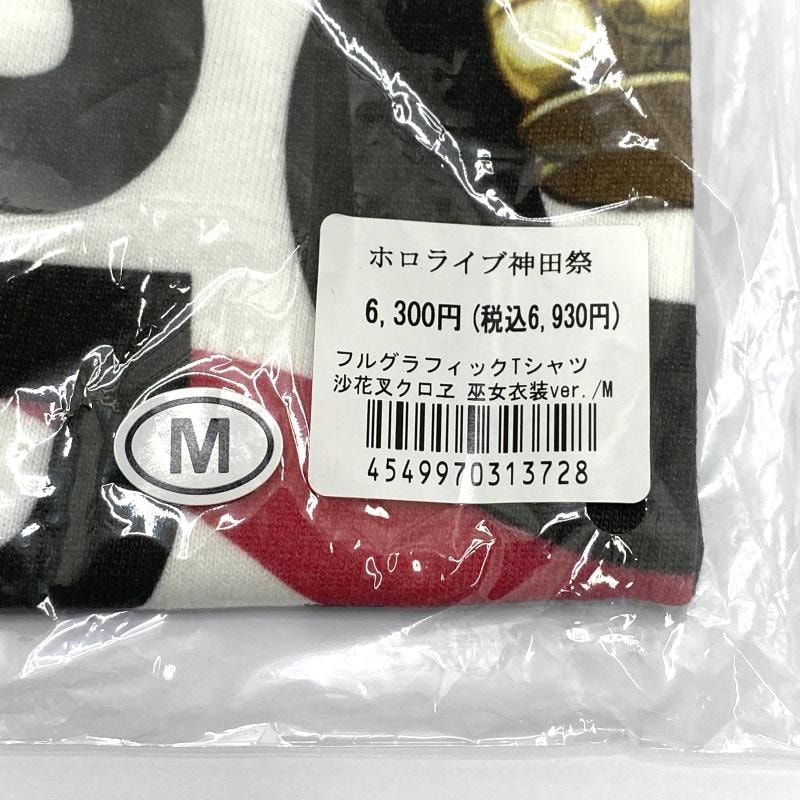 ホロライブ神田祭
6,300円(税込6,930円)
フルグラフィックTシャツ
沙花叉クロヱ 巫女衣装ver./M
4549970313728
M